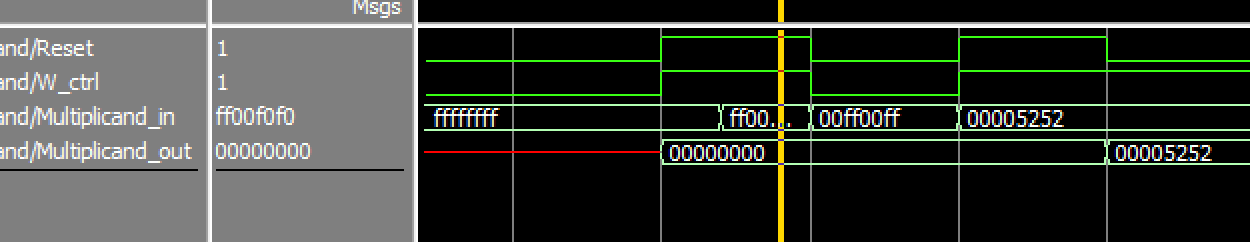 Msgs
and/Reset 1
and/W_ctrl 1
and/Multiplicand_in ff00f0f0 ffffffff ff00... 00ff00ff 00005252
and/Multiplicand_out 00000000 00000000 00005252